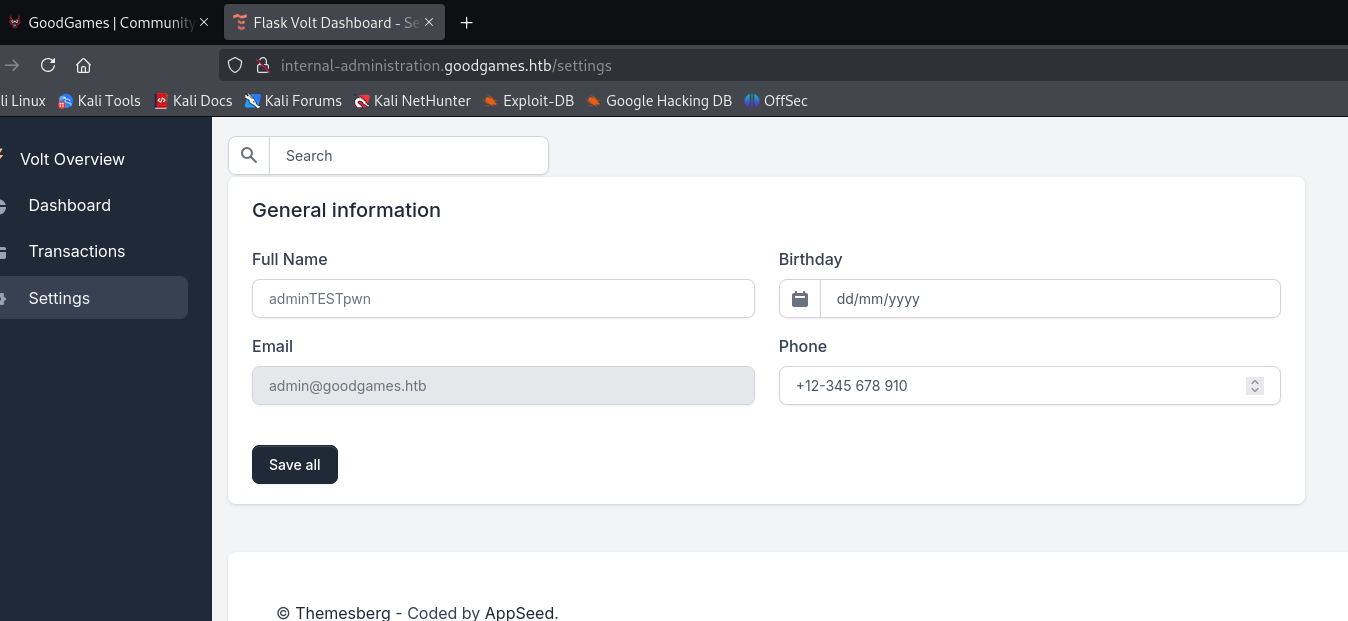 GoodGames | Community
Flask Volt Dashboard - Se
internal-administration.goodgames.htb/settings
li Linux Kali Tools Kali Docs Kali Forums Kali NetHunter Exploit-DB Google Hacking DB OffSec
Volt Overview
Dashboard
Transactions
Settings
Search
General information
Full Name
adminTESTpwn
Birthday
dd/mm/yyyy
Email
admin@goodgames.htb
Phone
+12-345 678 910
Save all
© Themesberg - Coded by AppSeed.